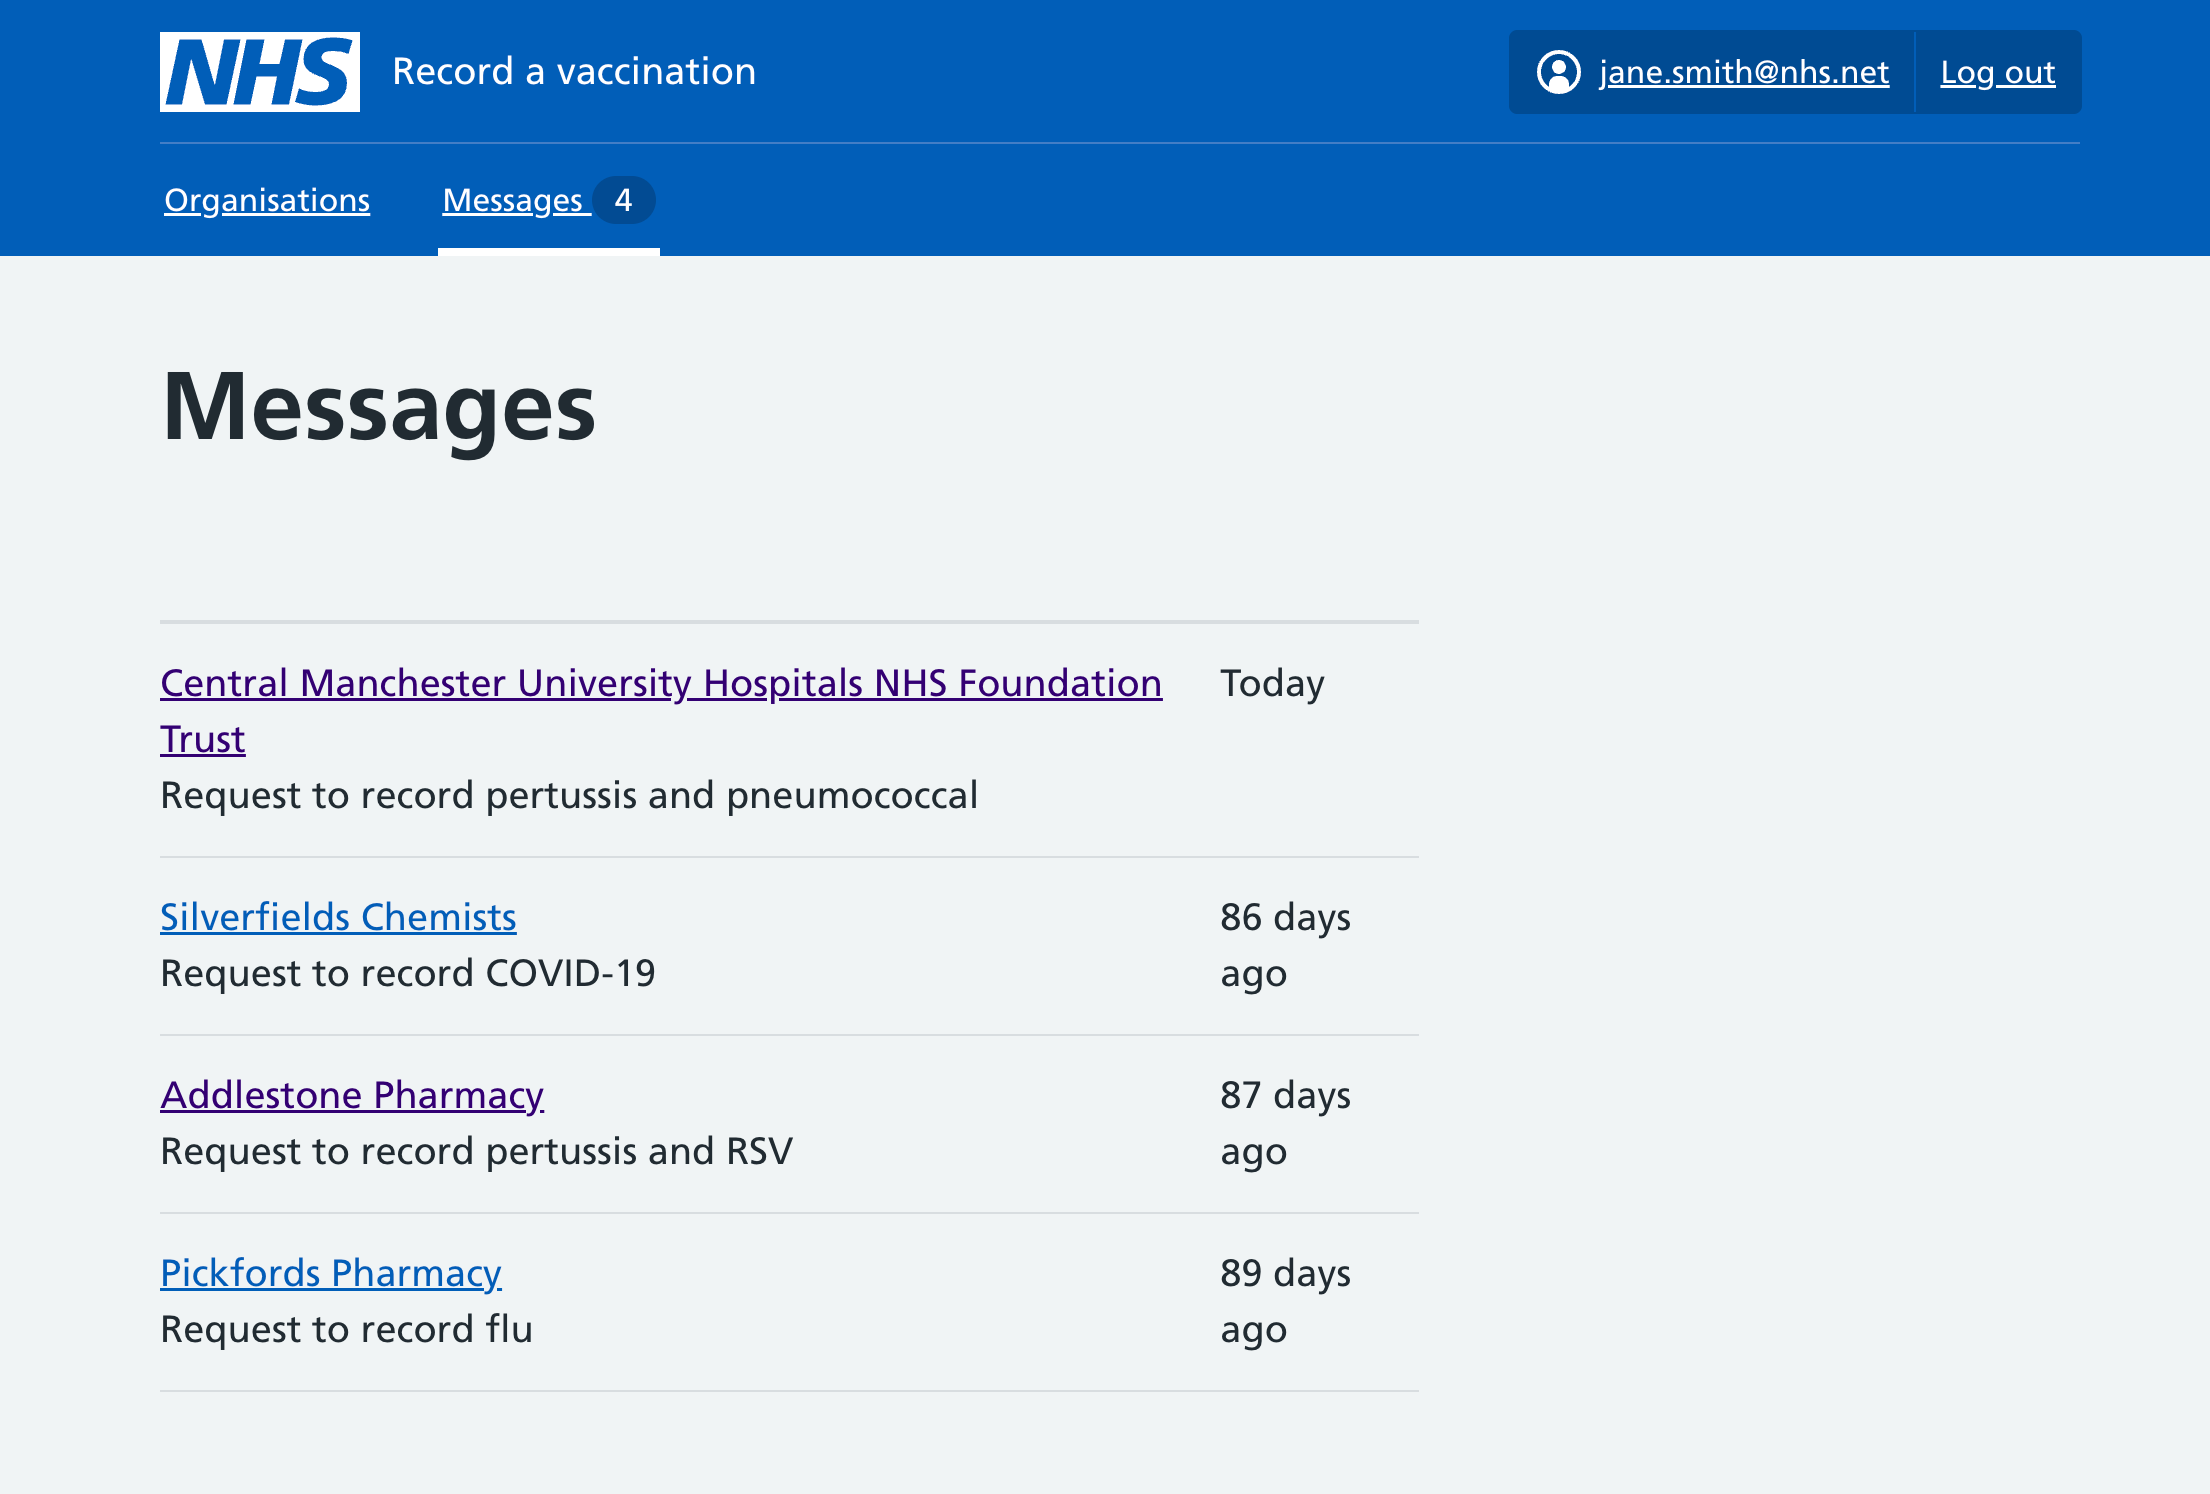 NHS Record a vaccination
jane.smith@nhs.net Log out
Organisations Messages 4
Messages
Central Manchester University Hospitals NHS Foundation Today
Trust
Request to record pertussis and pneumococcal
Silverfields Chemists 86 days
Request to record COVID-19 ago
Addlestone Pharmacy 87 days
Request to record pertussis and RSV ago
Pickfords Pharmacy 89 days
Request to record flu ago